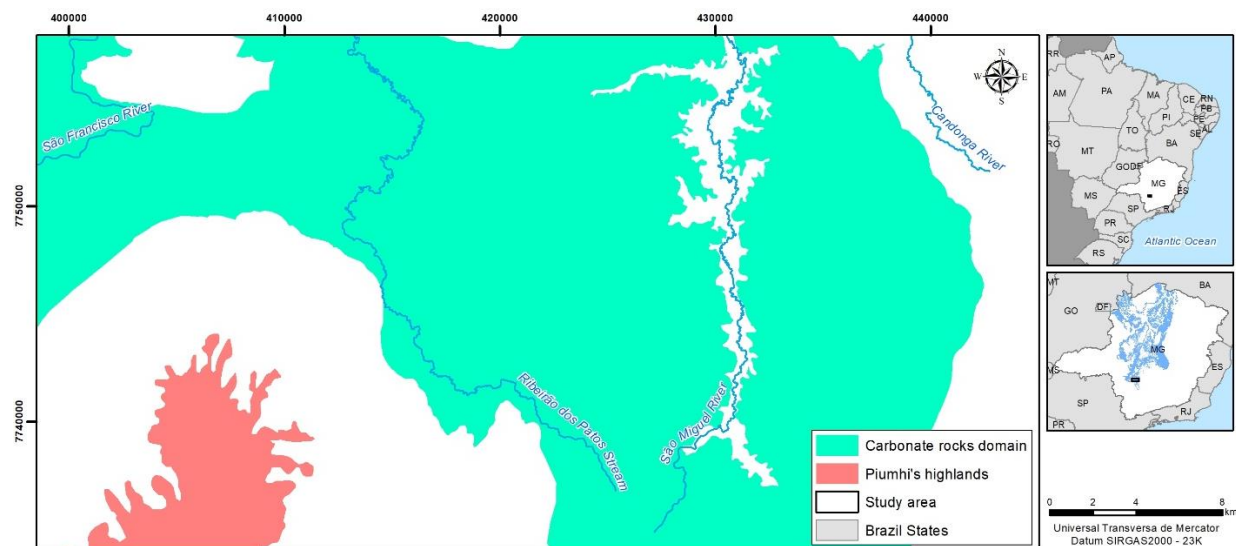 400000
410000
420000
430000
440000
7750000
7740000
N
W E
S
São Francisco River
Candonga River
Ribeirão dos Patos Stream
São Miguel River
Carbonate rocks domain
Piumhi's highlands
Study area
Brazil States
RR
AP
AM
PA
MA
CE
RN
PB
PI
PE
AL
SE
TO
RO
MT
BA
GO
DF
MG
ES
MS
SP
RJ
PR
SC
RS
Atlantic Ocean
MT
BA
GO
DF
MG
MS
ES
SP
RJ
PR
0 2 4 8
km
Universal Transversa de Mercator
Datum SIRGAS2000 - 23K